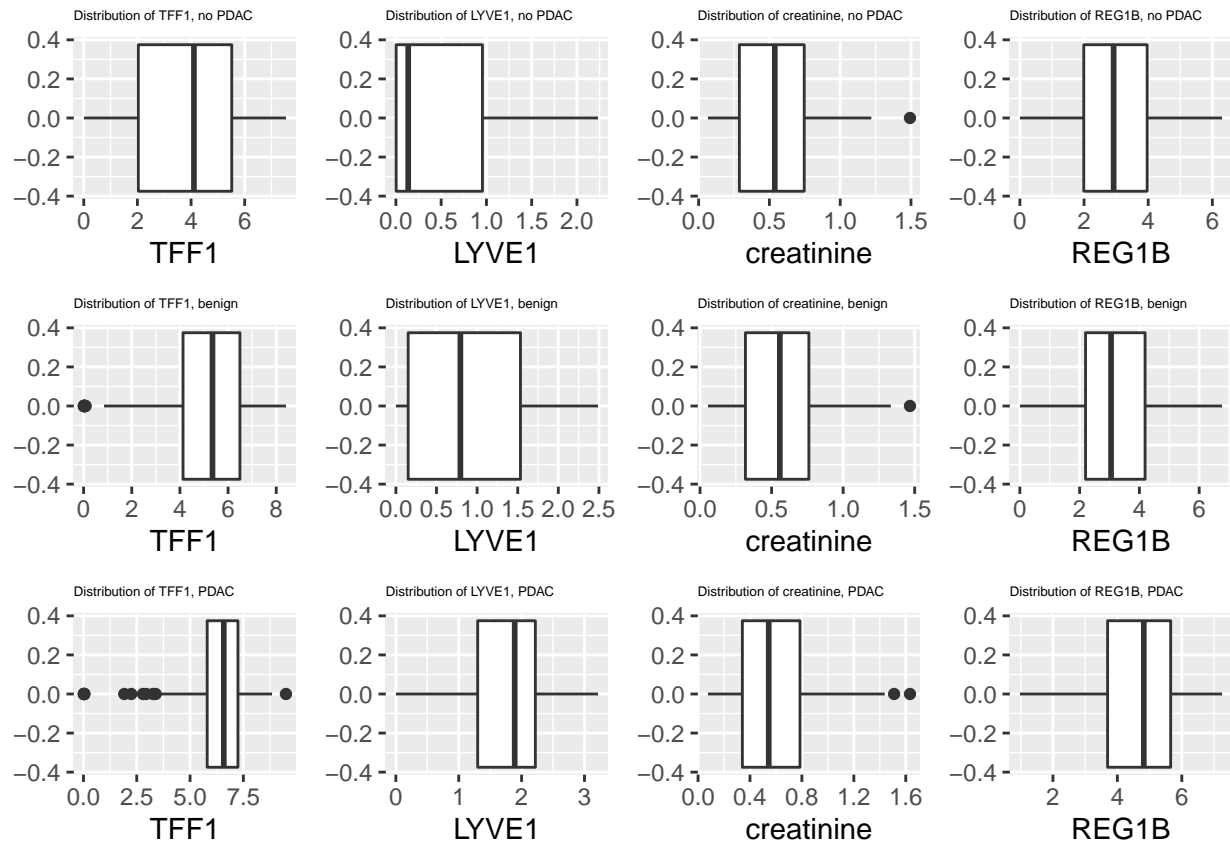 Distribution of TFF1, no PDAC
0.4
0.2
0.0
−0.2
−0.4
0 2 4 6
TFF1
Distribution of LYVE1, no PDAC
0.4
0.2
0.0
−0.2
−0.4
0.0 0.5 1.0 1.5 2.0
LYVE1
Distribution of creatinine, no PDAC
0.4
0.2
0.0
−0.2
−0.4
0.0 0.5 1.0 1.5
creatinine
Distribution of REG1B, no PDAC
0.4
0.2
0.0
−0.2
−0.4
0 2 4 6
REG1B
Distribution of TFF1, benign
0.4
0.2
0.0
−0.2
−0.4
0 2 4 6 8
TFF1
Distribution of LYVE1, benign
0.4
0.2
0.0
−0.2
−0.4
0.0 0.5 1.0 1.5 2.0 2.5
LYVE1
Distribution of creatinine, benign
0.4
0.2
0.0
−0.2
−0.4
0.0 0.5 1.0 1.5
creatinine
Distribution of REG1B, benign
0.4
0.2
0.0
−0.2
−0.4
0 2 4 6
REG1B
Distribution of TFF1, PDAC
0.4
0.2
0.0
−0.2
−0.4
0.0 2.5 5.0 7.5
TFF1
Distribution of LYVE1, PDAC
0.4
0.2
0.0
−0.2
−0.4
0 1 2 3
LYVE1
Distribution of creatinine, PDAC
0.4
0.2
0.0
−0.2
−0.4
0.0 0.4 0.8 1.2 1.6
creatinine
Distribution of REG1B, PDAC
0.4
0.2
0.0
−0.2
−0.4
2 4 6
REG1B